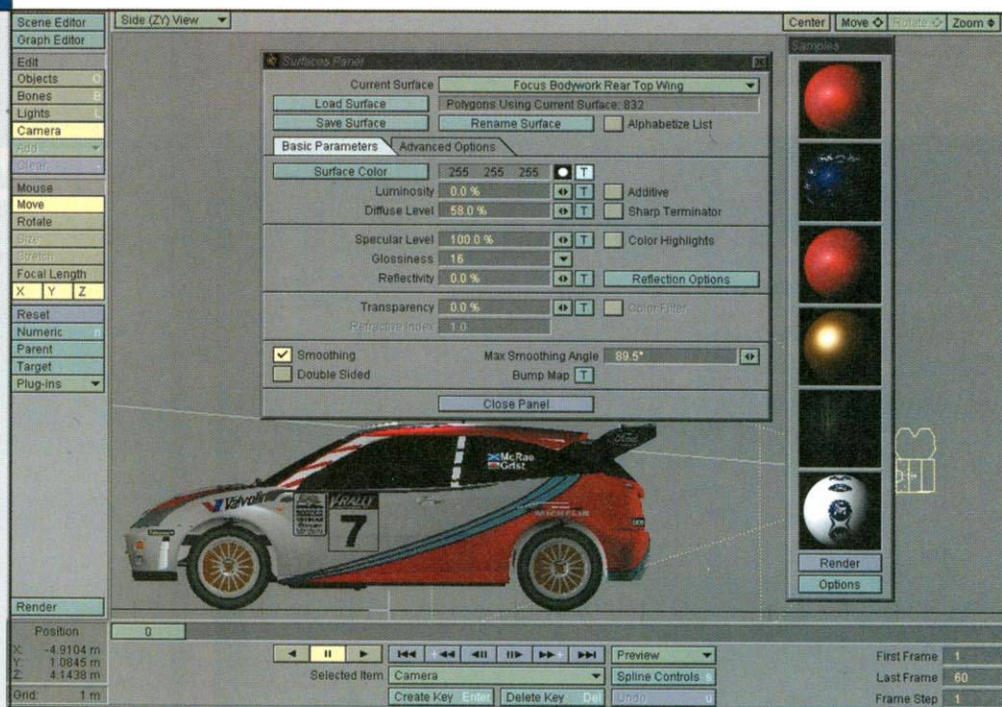 Scene Editor
Graph Editor
Edit
Objects O
Bones B
Lights L
Camera
Add
Clear
Mouse
Move
Rotate
Size
Stretch
Focal Length
X Y Z
Reset
Numeric n
Parent
Target
Plug-ins
Render
Position
X: -4.9104 m
Y: 1.0845 m
Z: 4.1438 m
Grid: 1 m
Side (ZY) View
Center Move Rotate Zoom
Surfaces Panel
Current Surface Focus Bodywork Rear Top Wing
Load Surface Polygons Using Current Surface: 832
Save Surface Rename Surface Alphabetize List
Basic Parameters Advanced Options
Surface Color 255 255 255 T
Luminosity 0.0 % T Additive
Diffuse Level 58.0 % T Sharp Terminator
Specular Level 100.0 % T Color Highlights
Glossiness 16
Reflectivity 0.0 % T Reflection Options
Transparency 0.0 % T Color Filter
Refractive Index 1.0
Smoothing Max Smoothing Angle 89.5°
Double Sided Bump Map T
Close Panel
Samples
Render
Options
Ford
McRae
Grist
Valvolin
V-RALLY
7
MICHELIN
0
Preview
Selected Item Camera Spline Controls s
Create Key Enter Delete Key Del Undo u
First Frame 1
Last Frame 60
Frame Step 1